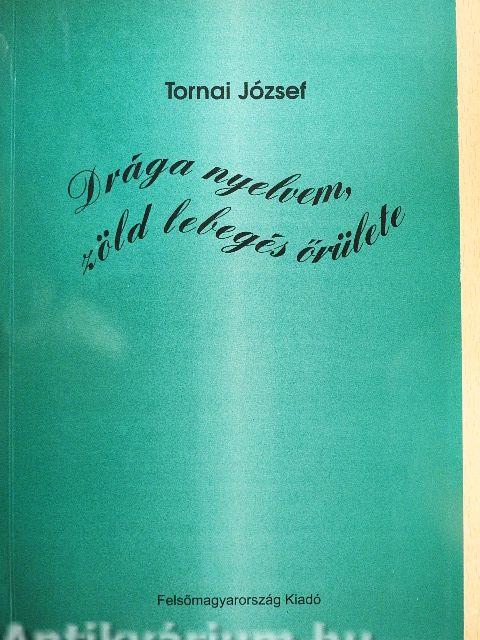 Tornai József
Drága nyelvem,
zöld lebegés őrülete
Felsőmagyarország Kiadó
Antikvárium.hu